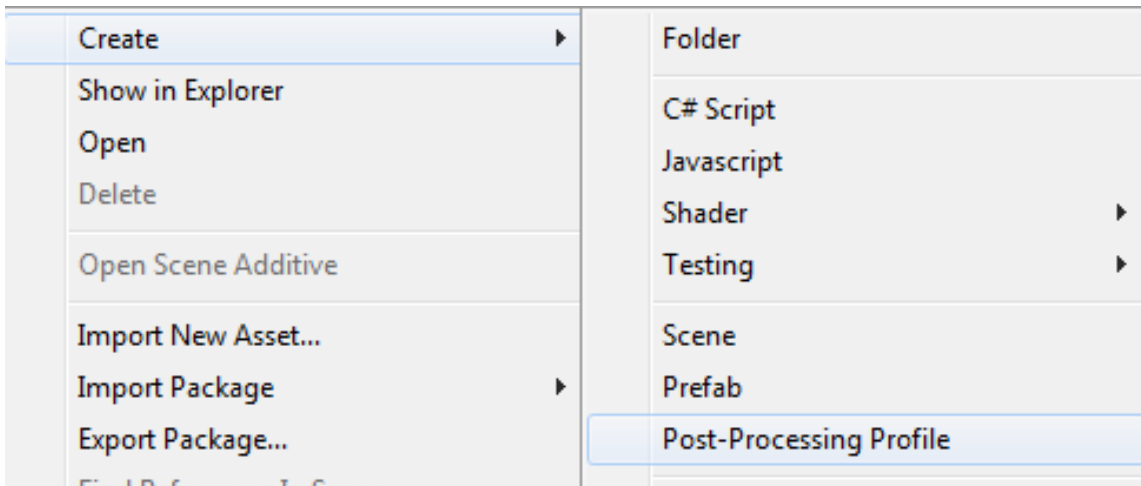 Create
Show in Explorer
Open
Delete
Open Scene Additive
Import New Asset...
Import Package
Export Package...
Folder
C# Script
Javascript
Shader
Testing
Scene
Prefab
Post-Processing Profile